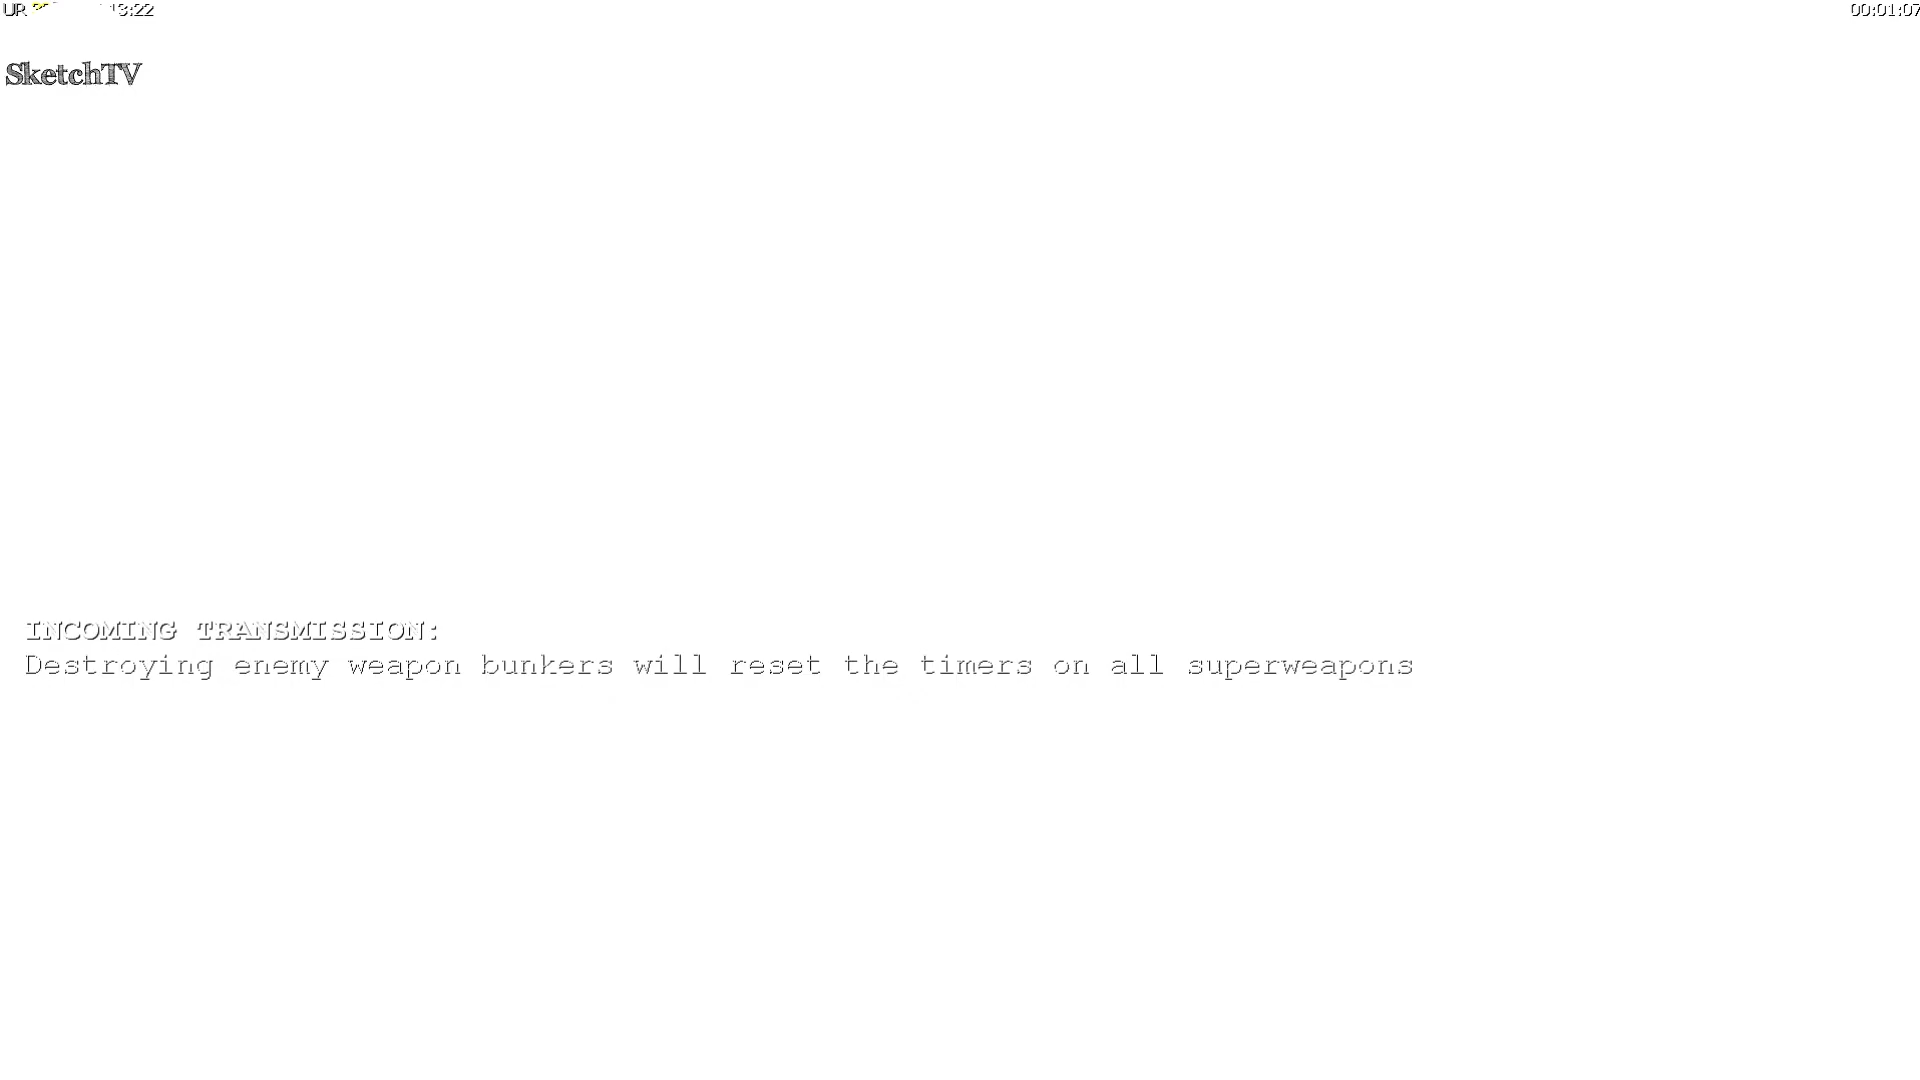 UR 13:22
00:01:07
SketchTV
INCOMING TRANSMISSION:
Destroying enemy weapon bunkers will reset the timers on all superweapons